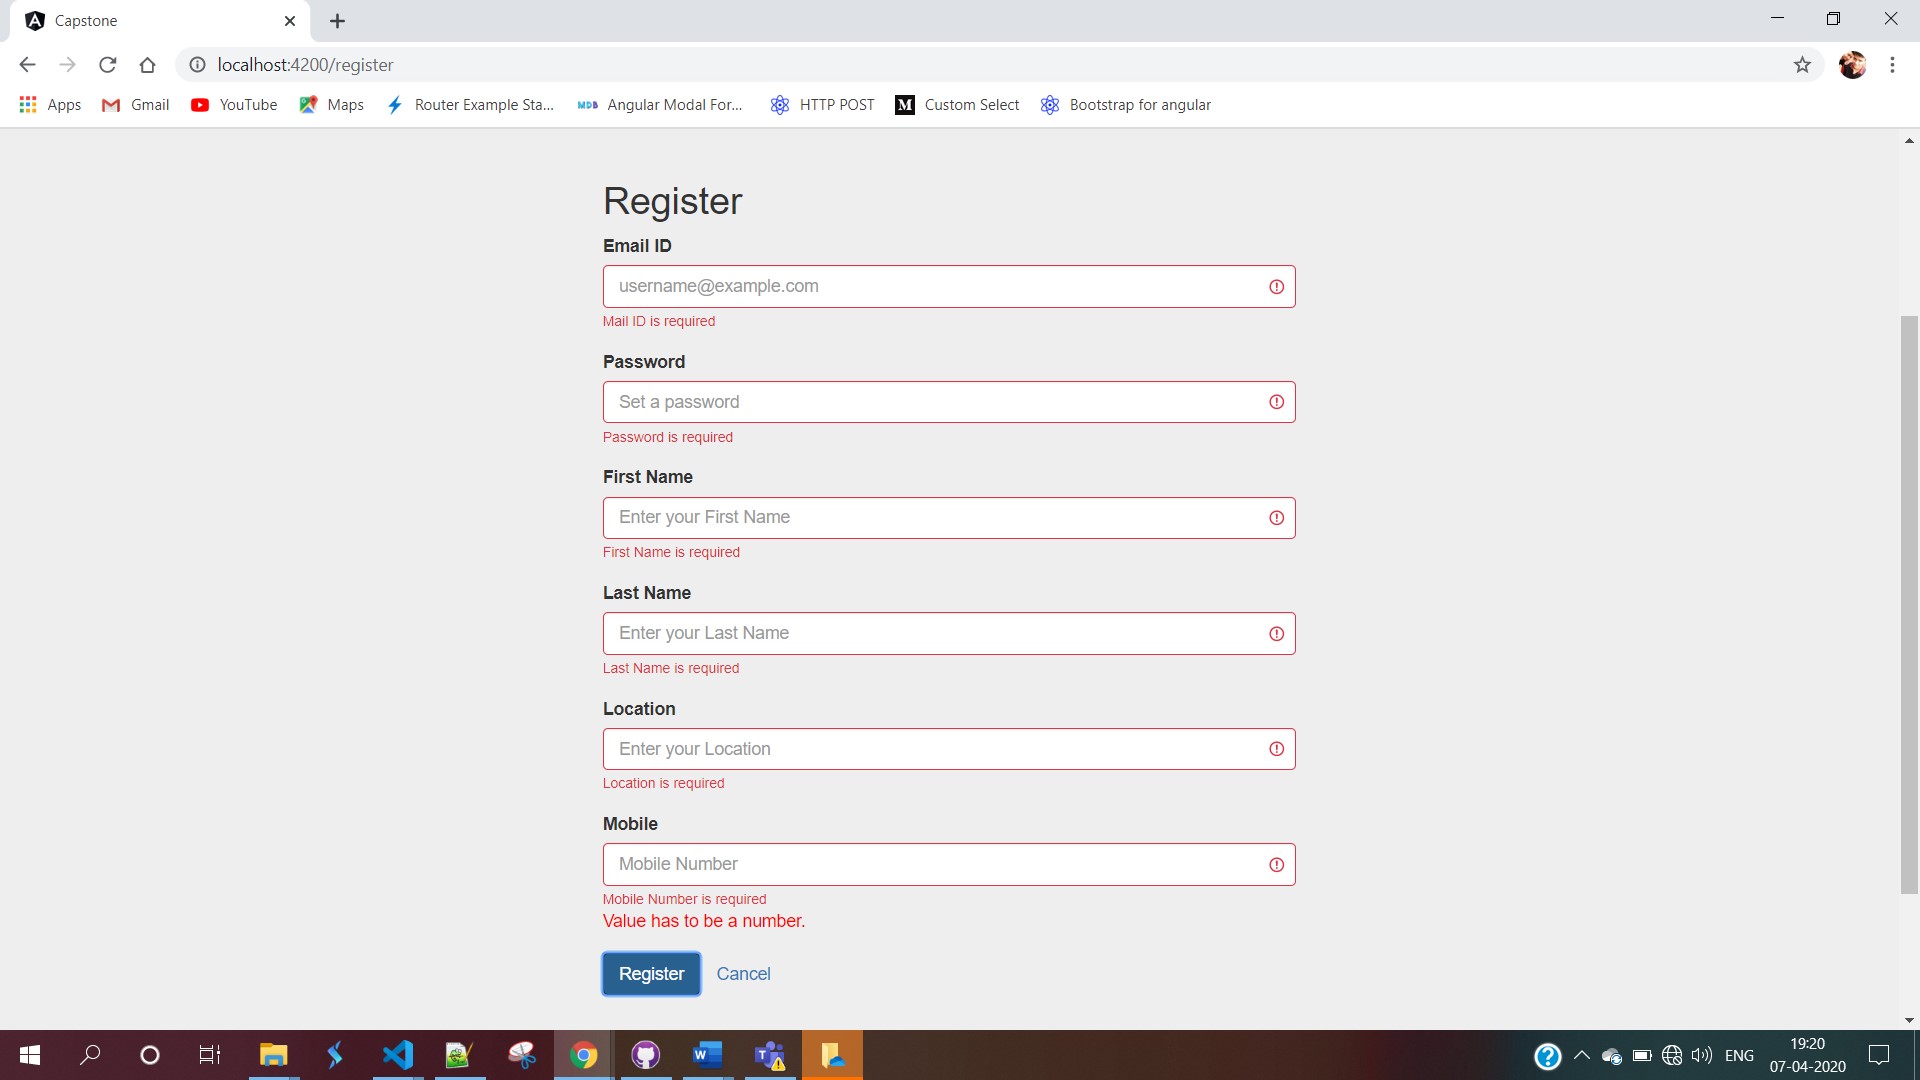 Capstone
localhost:4200/register
Apps Gmail YouTube Maps Router Example Sta... MDB Angular Modal For... HTTP POST M Custom Select Bootstrap for angular
Register
Email ID
username@example.com
Mail ID is required
Password
Set a password
Password is required
First Name
Enter your First Name
First Name is required
Last Name
Enter your Last Name
Last Name is required
Location
Enter your Location
Location is required
Mobile
Mobile Number
Mobile Number is required
Value has to be a number.
Register Cancel
ENG
19:20
07-04-2020